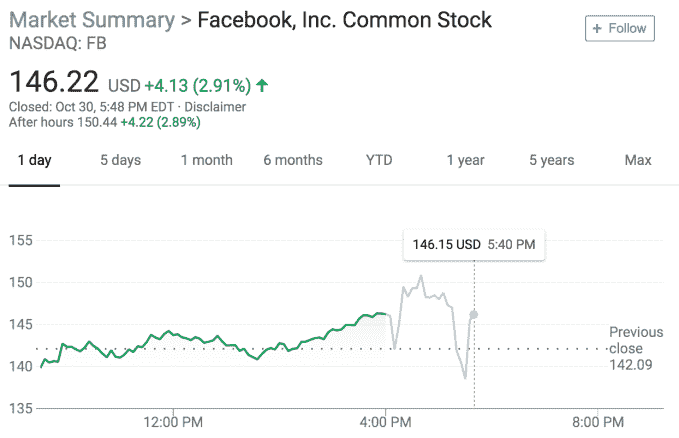 Market Summary > Facebook, Inc. Common Stock
+ Follow
NASDAQ: FB
146.22 USD +4.13 (2.91%) ↑
Closed: Oct 30, 5:48 PM EDT · Disclaimer
After hours 150.44 +4.22 (2.89%)
1 day 5 days 1 month 6 months YTD 1 year 5 years Max
146.15 USD 5:40 PM
155
150
145
140
135
Previous
close
142.09
12:00 PM 4:00 PM 8:00 PM